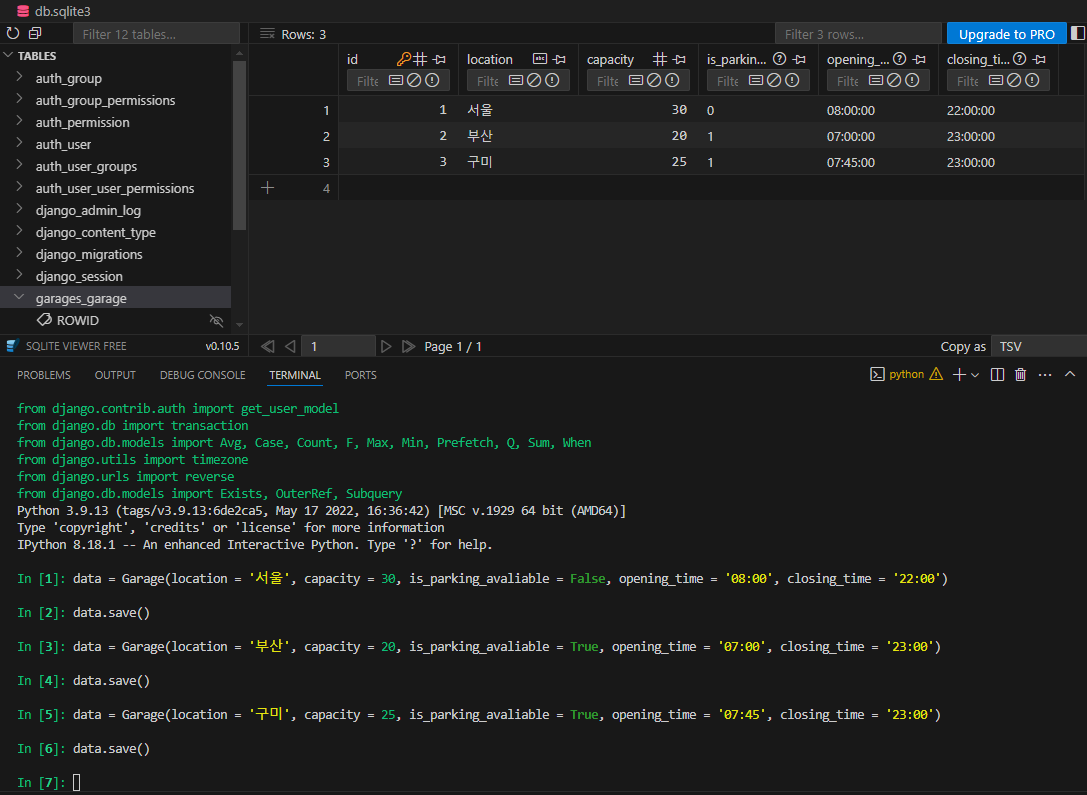 db.sqlite3
Filter 12 tables...
Rows: 3
Filter 3 rows...
Upgrade to PRO
TABLES
auth_group
auth_group_permissions
auth_permission
auth_user
auth_user_groups
auth_user_user_permissions
django_admin_log
django_content_type
django_migrations
django_session
garages_garage
ROWID
id location capacity is_parkin... opening_... closing_ti...
Filte Filte Filte Filte Filte Filte
1 1 서울 30 0 08:00:00 22:00:00
2 2 부산 20 1 07:00:00 23:00:00
3 3 구미 25 1 07:45:00 23:00:00
4
SQLITE VIEWER FREE v0.10.5
1 Page 1 / 1 Copy as TSV
PROBLEMS OUTPUT DEBUG CONSOLE TERMINAL PORTS python
from django.contrib.auth import get_user_model
from django.db import transaction
from django.db.models import Avg, Case, Count, F, Max, Min, Prefetch, Q, Sum, When
from django.utils import timezone
from django.urls import reverse
from django.db.models import Exists, OuterRef, Subquery
Python 3.9.13 (tags/v3.9.13:6de2ca5, May 17 2022, 16:36:42) [MSC v.1929 64 bit (AMD64)]
Type 'copyright', 'credits' or 'license' for more information
IPython 8.18.1 -- An enhanced Interactive Python. Type '?' for help.
In [1]: data = Garage(location = '서울', capacity = 30, is_parking_avaliable = False, opening_time = '08:00', closing_time = '22:00')
In [2]: data.save()
In [3]: data = Garage(location = '부산', capacity = 20, is_parking_avaliable = True, opening_time = '07:00', closing_time = '23:00')
In [4]: data.save()
In [5]: data = Garage(location = '구미', capacity = 25, is_parking_avaliable = True, opening_time = '07:45', closing_time = '23:00')
In [6]: data.save()
In [7]: